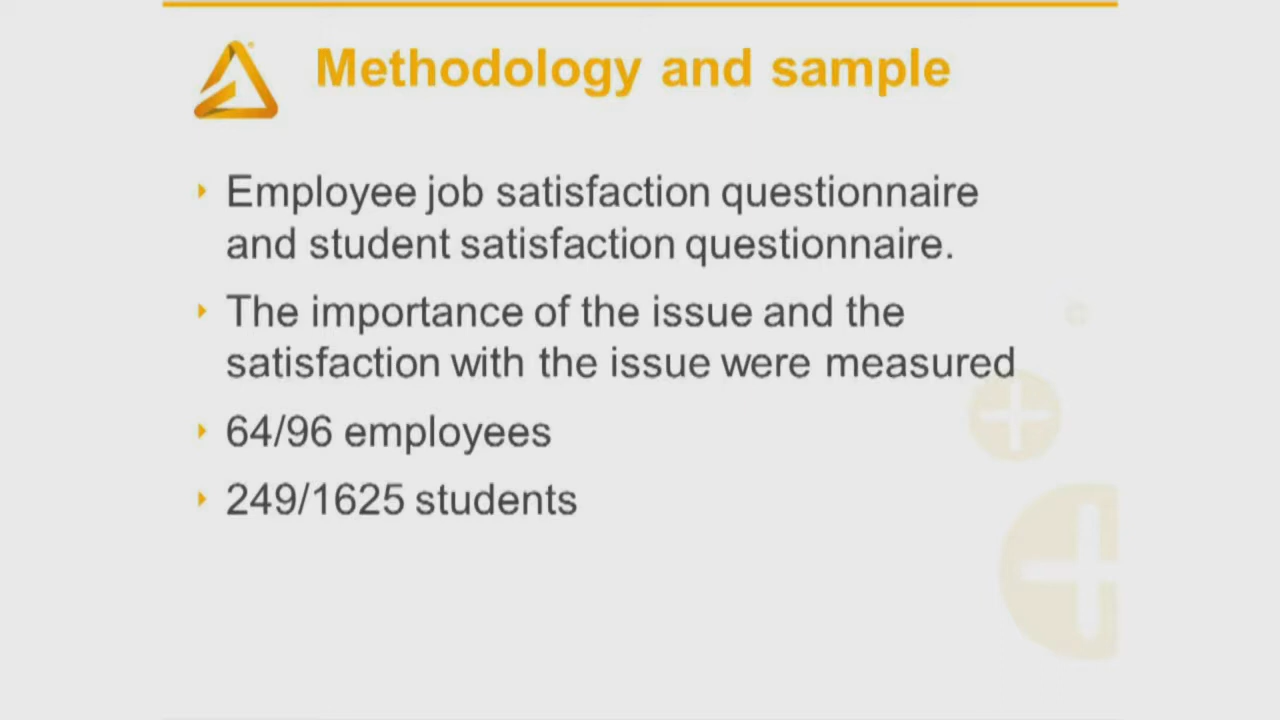 Methodology and sample
Employee job satisfaction questionnaire
and student satisfaction questionnaire.
The importance of the issue and the
satisfaction with the issue were measured
64/96 employees
249/1625 students